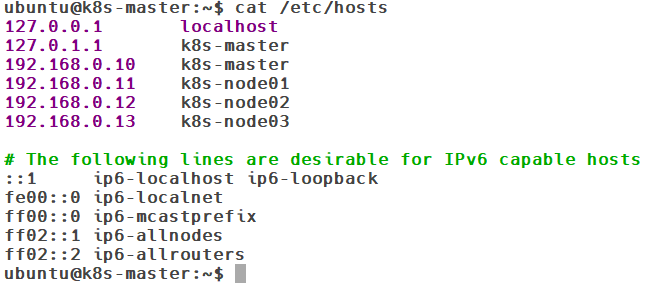 ubuntu@k8s-master:~$ cat /etc/hosts
127.0.0.1 localhost
127.0.1.1 k8s-master
192.168.0.10 k8s-master
192.168.0.11 k8s-node01
192.168.0.12 k8s-node02
192.168.0.13 k8s-node03
# The following lines are desirable for IPv6 capable hosts
::1 ip6-localhost ip6-loopback
fe00::0 ip6-localnet
ff00::0 ip6-mcastprefix
ff02::1 ip6-allnodes
ff02::2 ip6-allrouters
ubuntu@k8s-master:~$